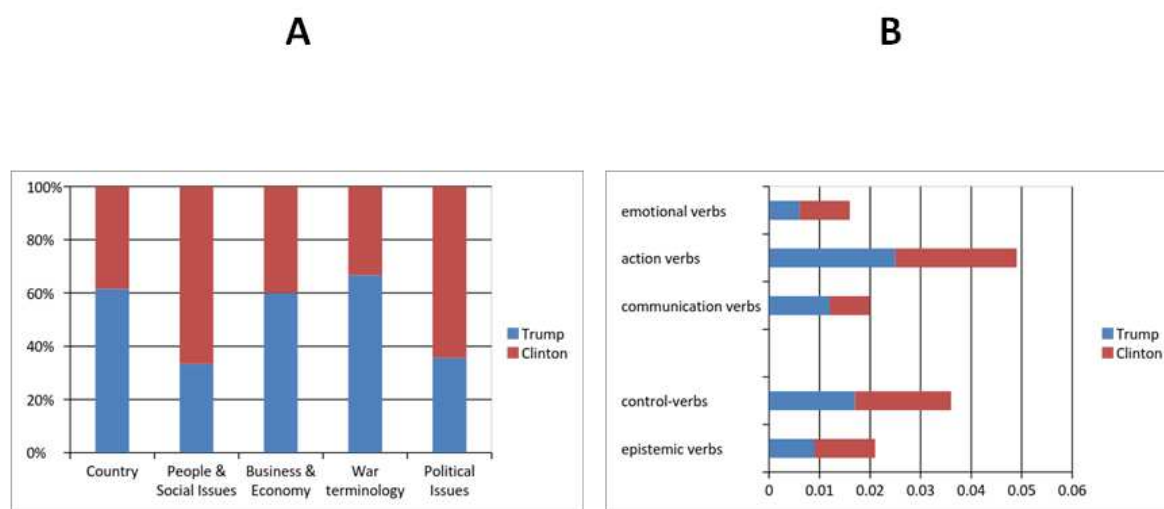 A
B
100%
80%
60%
40%
20%
0%
Country
People &
Social Issues
Business &
Economy
War
terminology
Political
Issues
Trump
Clinton
emotional verbs
action verbs
communication verbs
control-verbs
epistemic verbs
0 0.01 0.02 0.03 0.04 0.05 0.06
Trump
Clinton